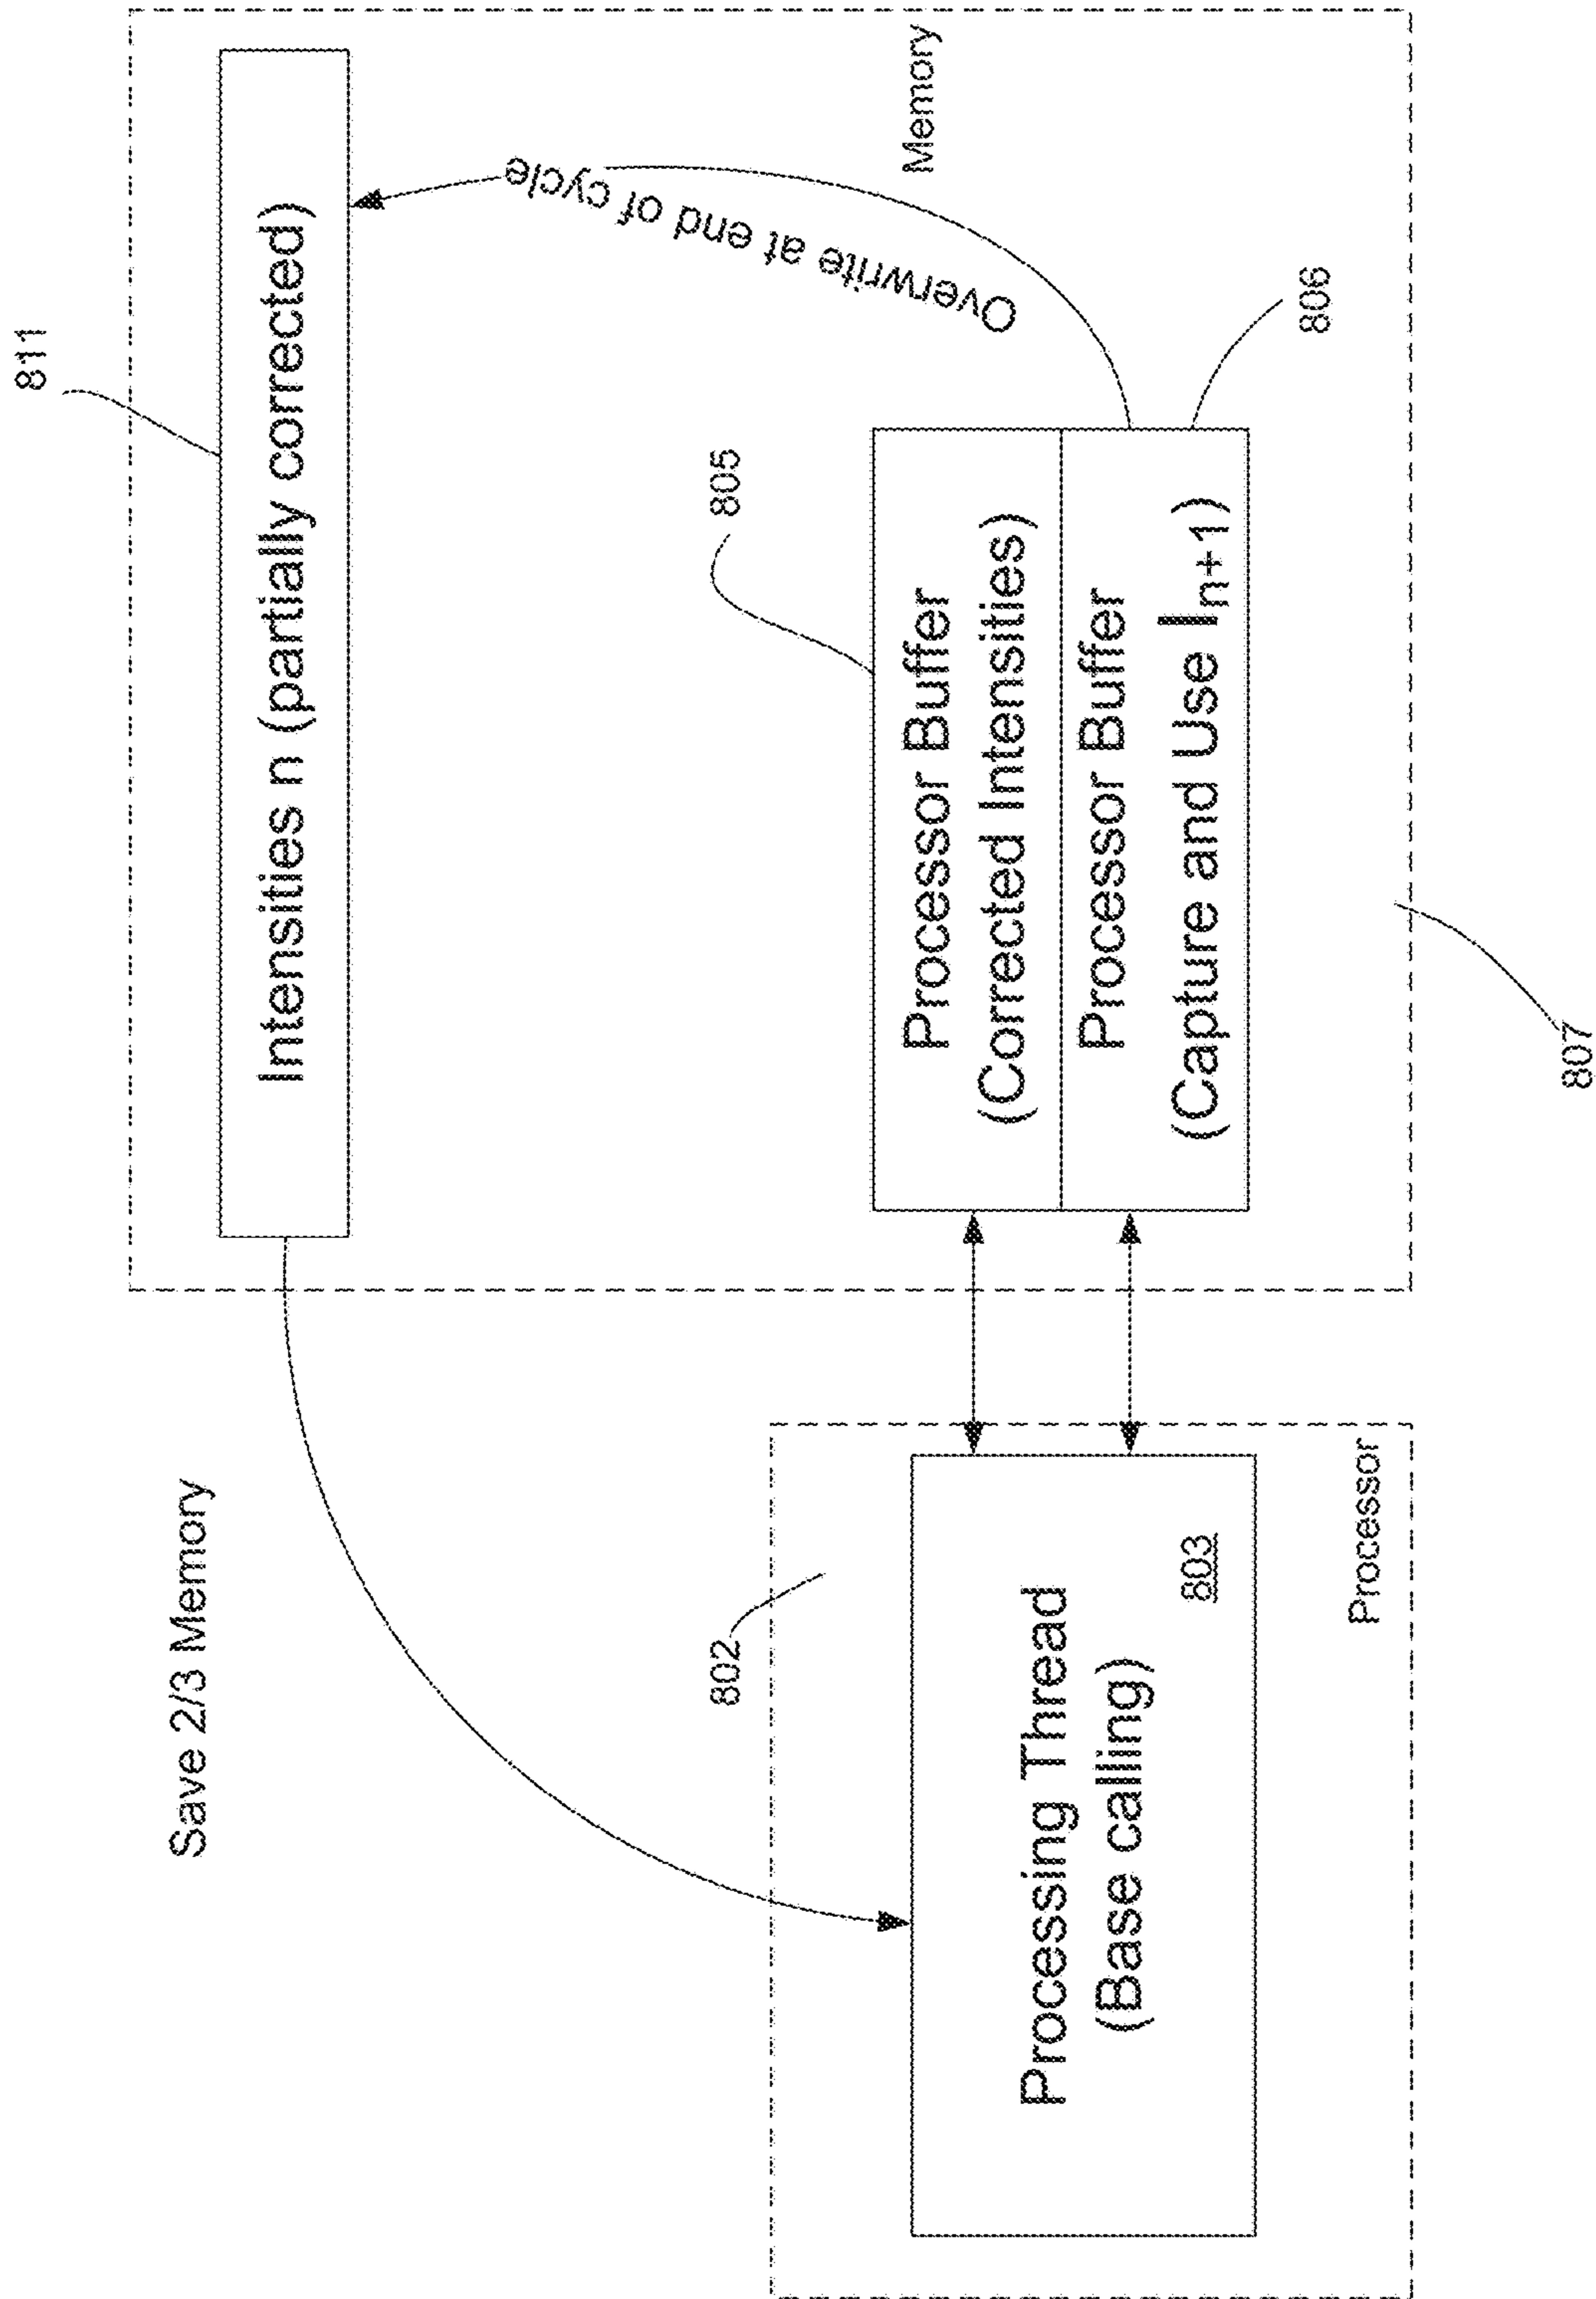 Save 2/3 Memory
811
Intensities n (partially corrected)
802
805
Processing Thread
(Base calling)
803
Processor
Processor Buffer
(Corrected Intensities)
Processor Buffer
(Capture and Use In+1)
Overwrite at end of cycle
Memory
806
807